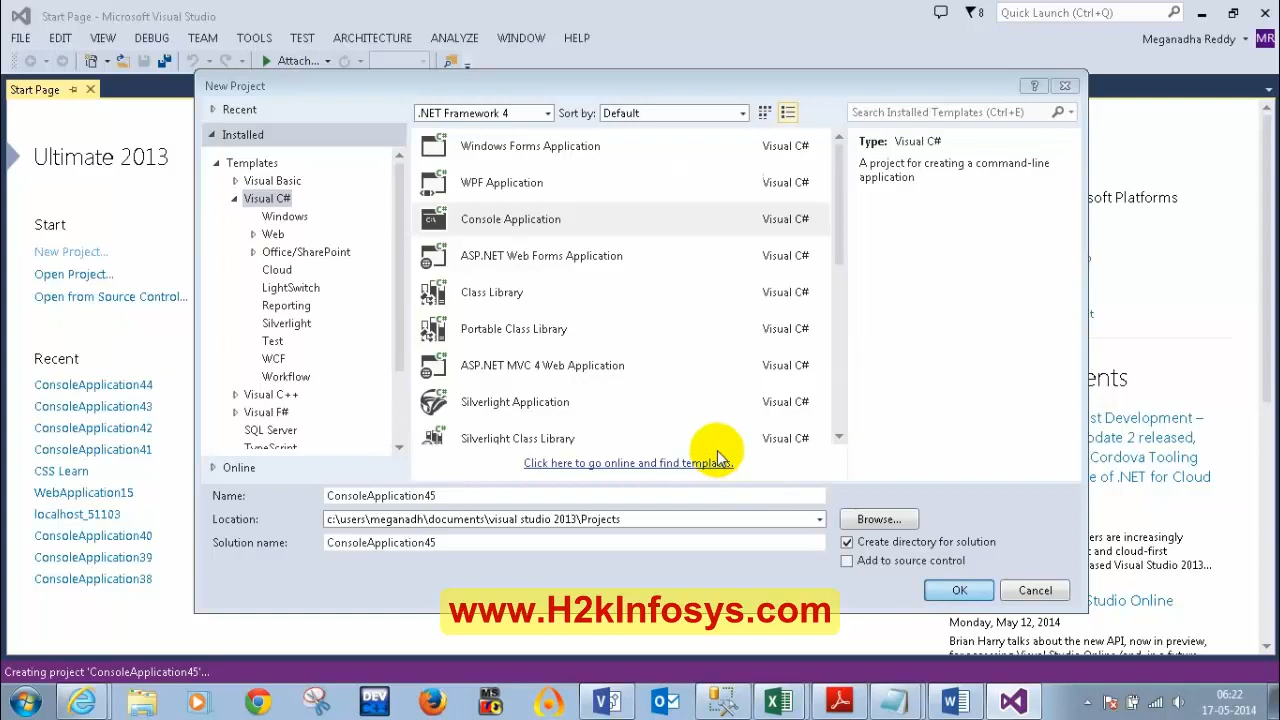 Start Page - Microsoft Visual Studio
8
Quick Launch (Ctrl+Q)
FILE EDIT VIEW DEBUG TEAM TOOLS TEST ARCHITECTURE ANALYZE WINDOW HELP
Meganadha Reddy MR
Attach...
Start Page
Ultimate 2013
Start
New Project...
Open Project...
Open from Source Control...
Recent
ConsoleApplication44
ConsoleApplication43
ConsoleApplication42
ConsoleApplication41
CSS Learn
WebApplication15
localhost_51103
ConsoleApplication40
ConsoleApplication39
ConsoleApplication38
New Project
Recent
Installed
Templates
Visual Basic
Visual C#
Windows
Web
Office/SharePoint
Cloud
LightSwitch
Reporting
Silverlight
Test
WCF
Workflow
Visual C++
Visual F#
SQL Server
TypeScript
Online
.NET Framework 4
Sort by: Default
Search Installed Templates (Ctrl+E)
Windows Forms Application Visual C#
WPF Application Visual C#
Console Application Visual C#
ASP.NET Web Forms Application Visual C#
Class Library Visual C#
Portable Class Library Visual C#
ASP.NET MVC 4 Web Application Visual C#
Silverlight Application Visual C#
Silverlight Class Library Visual C#
Click here to go online and find templates.
Type: Visual C#
A project for creating a command-line
application
Name: ConsoleApplication45
Location: c:\users\meganadh\documents\visual studio 2013\Projects
Browse...
Solution name: ConsoleApplication45
Create directory for solution
Add to source control
OK Cancel
soft Platforms
ents
st Development –
pdate 2 released,
Cordova Tooling
of .NET for Cloud
rs are increasingly
t and cloud-first
ased Visual Studio 2013...
Studio Online
Monday, May 12, 2014
Brian Harry talks about the new API, now in preview,
www.H2kInfosys.com
Creating project 'ConsoleApplication45'...
DEV
06:22
17-05-2014